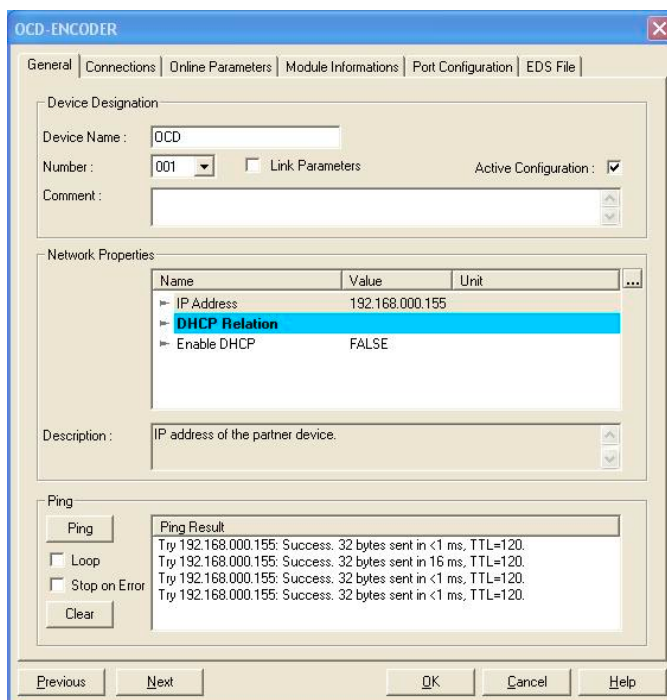 OCD-ENCODER
General Connections Online Parameters Module Informations Port Configuration EDS File
Device Designation
Device Name : OCD
Number : 001 Link Parameters Active Configuration :
Comment :
Network Properties
Name Value Unit ...
IP Address 192.168.000.155
DHCP Relation
Enable DHCP FALSE
Description : IP address of the partner device.
Ping
Ping Ping Result
Try 192.168.000.155: Success. 32 bytes sent in <1 ms, TTL=120.
Loop Try 192.168.000.155: Success. 32 bytes sent in 16 ms, TTL=120.
Try 192.168.000.155: Success. 32 bytes sent in <1 ms, TTL=120.
Stop on Error Try 192.168.000.155: Success. 32 bytes sent in <1 ms, TTL=120.
Clear
Previous Next OK Cancel Help